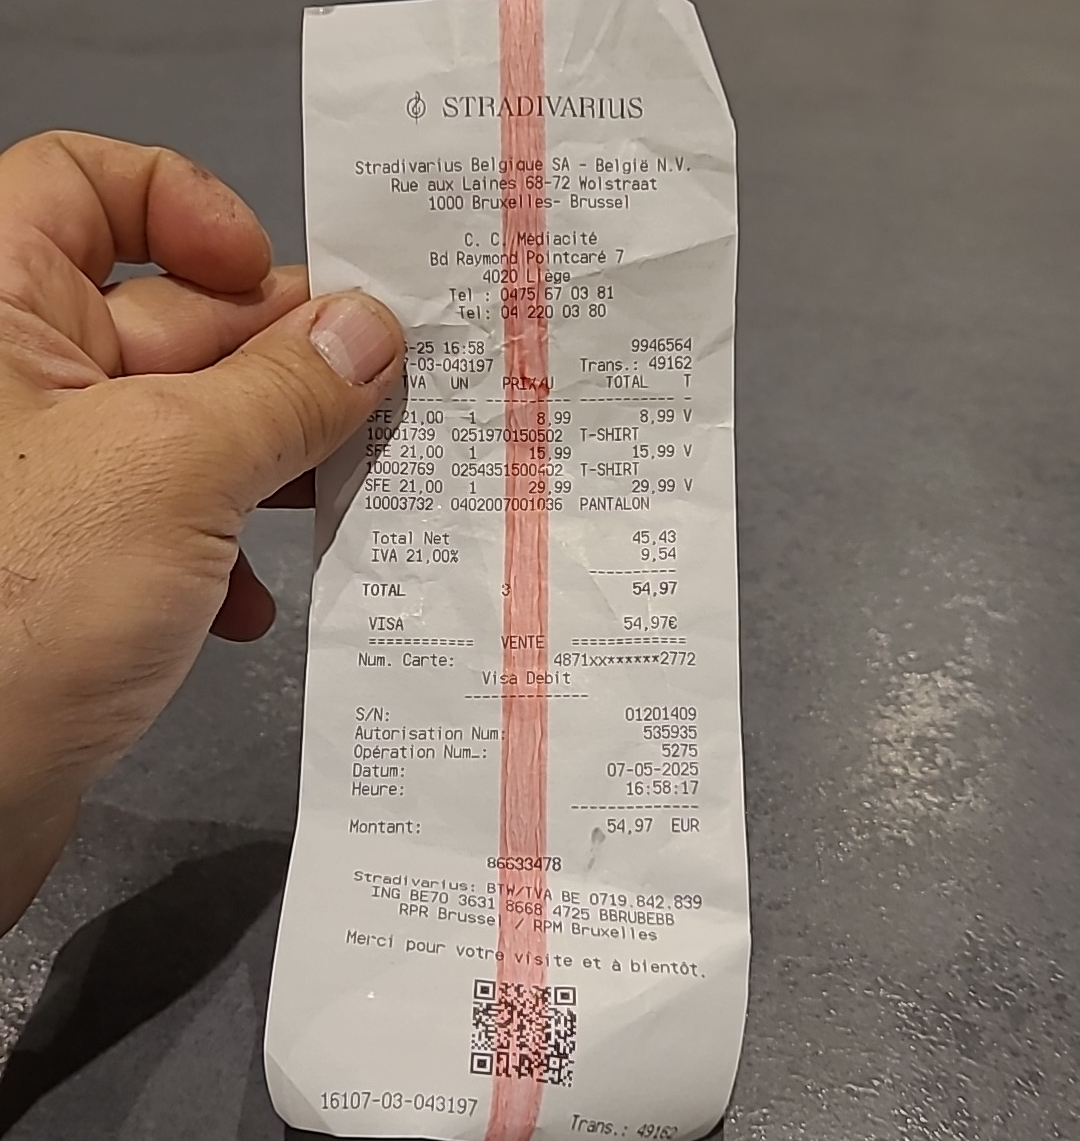 STRADIVARIUS
Stradivarius Belgique SA - België N.V.
Rue aux Laines 68-72 Wolstraat
1000 Bruxelles- Brussel
C. C. Médiacité
Bd Raymond Pointcaré 7
4020 Liège
Tel : 0475 67 03 81
Tel: 04 220 03 80
-25 16:58 9946564
-03-043197 Trans.: 49162
TVA UN PRIX/U TOTAL T
SFE 21,00 1 8,99 8,99 V
10001739 0251970150502 T-SHIRT
SFE 21,00 1 15,99 15,99 V
10002769 0254351500402 T-SHIRT
SFE 21,00 1 29,99 29,99 V
10003732 0402007001036 PANTALON
Total Net 45,43
IVA 21,00% 9,54
TOTAL 3 54,97
VISA 54,97€
============ VENTE =============
Num. Carte: 4871xx******2772
Visa Debit
S/N: 01201409
Autorisation Num: 535935
Opération Num_: 5275
Datum: 07-05-2025
Heure: 16:58:17
Montant: 54,97 EUR
86633478
Stradivarius: BTW/TVA BE 0719.842.839
ING BE70 3631 8668 4725 BBRUBEBB
RPR Brussel / RPM Bruxelles
Merci pour votre visite et à bientôt.
16107-03-043197
Trans.: 49162